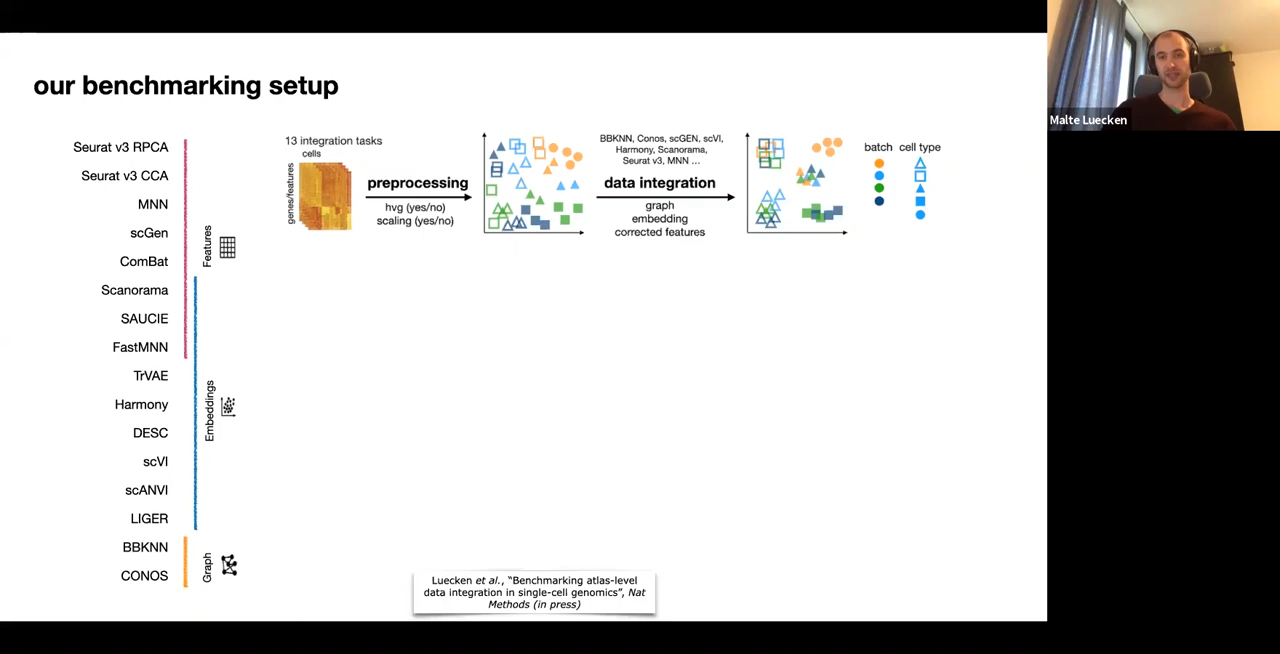 our benchmarking setup
Seurat v3 RPCA
Seurat v3 CCA
MNN
scGen
ComBat
Scanorama
SAUCIE
FastMNN
TrVAE
Harmony
DESC
scVI
scANVI
LIGER
BBKNN
CONOS
Features
Embeddings
Graph
13 integration tasks
cells
genes/features
preprocessing
hvg (yes/no)
scaling (yes/no)
BBKNN, Conos, scGEN, scVI,
Harmony, Scanorama,
Seurat v3, MNN ...
data integration
graph
embedding
corrected features
batch cell type
Luecken et al., “Benchmarking atlas-level
data integration in single-cell genomics”, Nat
Methods (in press)
Malte Luecken